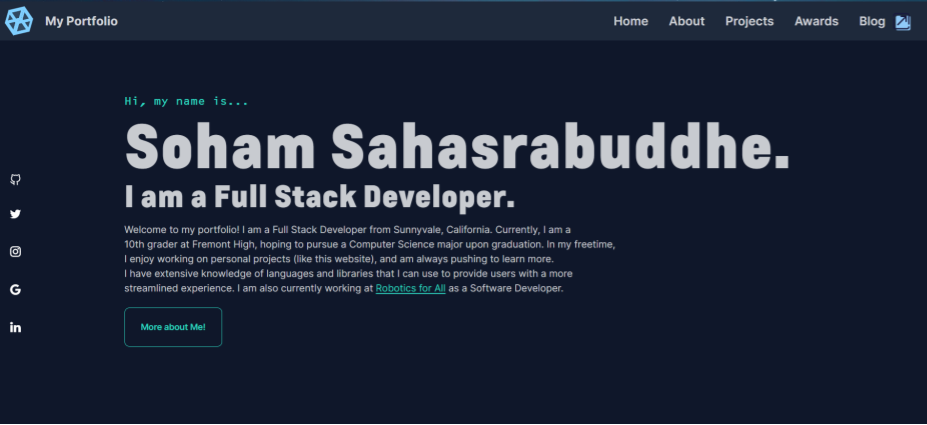 My Portfolio
Home About Projects Awards Blog
Hi, my name is...
Soham Sahasrabuddhe.
I am a Full Stack Developer.
Welcome to my portfolio! I am a Full Stack Developer from Sunnyvale, California. Currently, I am a
10th grader at Fremont High, hoping to pursue a Computer Science major upon graduation. In my freetime,
I enjoy working on personal projects (like this website), and am always pushing to learn more.
I have extensive knowledge of languages and libraries that I can use to provide users with a more
streamlined experience. I am also currently working at Robotics for All as a Software Developer.
More about Me!